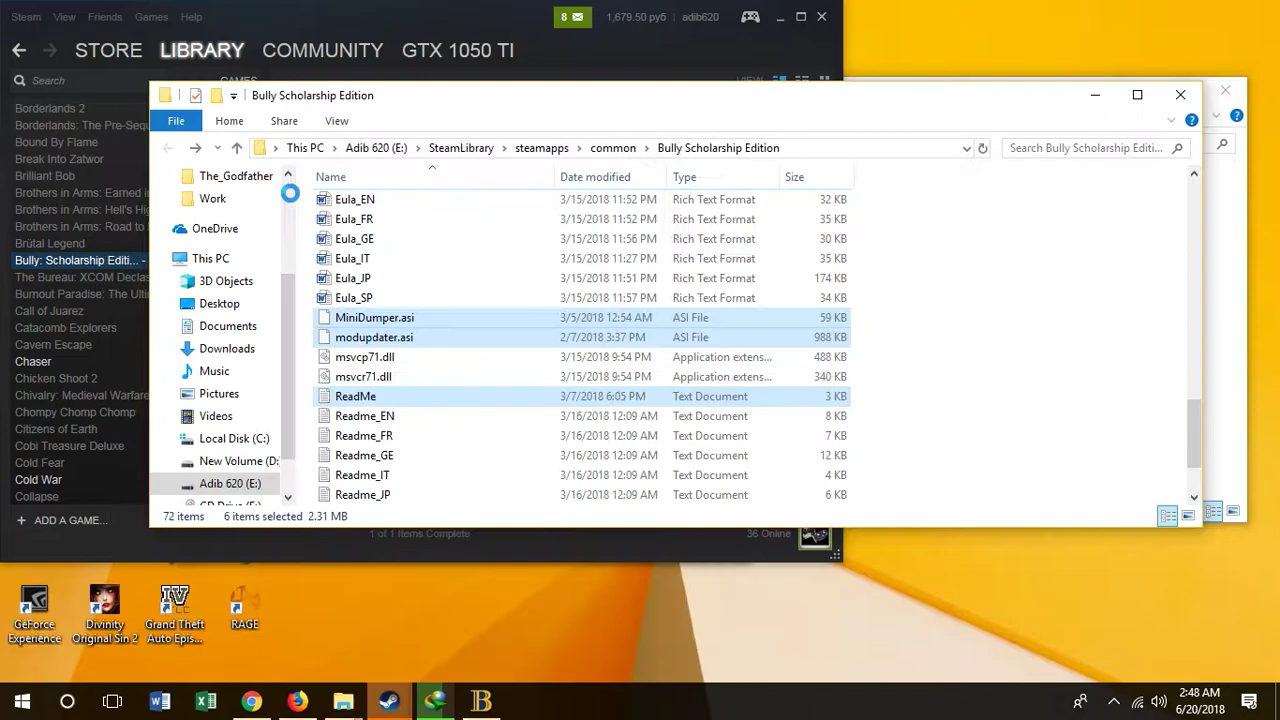 Steam View Friends Games Help 8 1,679.50 руб adib620
STORE LIBRARY COMMUNITY GTX 1050 TI
Search GAMES VIEW
Borderlands 2
Borderlands: The Pre-Sequ
Bound By Flame
Break Into Zatwor
Brilliant Bob
Brothers in Arms: Earned i
Brothers in Arms: Hell's Hig
Brothers in Arms: Road to
Brütal Legend
Bully: Scholarship Editi... -
The Bureau: XCOM Declas
Burnout Paradise: The Ulti
Call of Juarez
Catacomb Explorers
Cavern Escape
Chaser
Chicken Shoot 2
Chivalry: Medieval Warfare
Chompy Chomp Chomp
Citizens of Earth
Cobi Treasure Deluxe
Cold Fear
Cold War
Collapse
ADD A GAME...
1 of 1 Items Complete
36 Online
Bully Scholarship Edition
File Home Share View
This PC Adib 620 (E:) SteamLibrary steamapps common Bully Scholarship Edition Search Bully Scholarship Editi...
The_Godfather
Work
OneDrive
This PC
3D Objects
Desktop
Documents
Downloads
Music
Pictures
Videos
Local Disk (C:)
New Volume (D:
Adib 620 (E:)
CD Drive (F:)
Name Date modified Type Size
Eula_EN 3/15/2018 11:52 PM Rich Text Format 32 KB
Eula_FR 3/15/2018 11:52 PM Rich Text Format 35 KB
Eula_GE 3/15/2018 11:56 PM Rich Text Format 30 KB
Eula_IT 3/15/2018 11:27 PM Rich Text Format 35 KB
Eula_JP 3/15/2018 11:51 PM Rich Text Format 174 KB
Eula_SP 3/15/2018 11:57 PM Rich Text Format 34 KB
MiniDumper.asi 3/5/2018 12:54 AM ASI File 59 KB
modupdater.asi 2/7/2018 3:37 PM ASI File 988 KB
msvcp71.dll 3/15/2018 9:54 PM Application extens... 488 KB
msvcr71.dll 3/15/2018 9:54 PM Application extens... 340 KB
ReadMe 3/7/2018 6:05 PM Text Document 3 KB
Readme_EN 3/16/2018 12:09 AM Text Document 8 KB
Readme_FR 3/16/2018 12:09 AM Text Document 7 KB
Readme_GE 3/16/2018 12:09 AM Text Document 12 KB
Readme_IT 3/16/2018 12:09 AM Text Document 4 KB
Readme_JP 3/16/2018 12:09 AM Text Document 6 KB
72 items 6 items selected 2.31 MB
GeForce Experience
Divinity Original Sin 2
Grand Theft Auto Epis...
RAGE
2:48 AM
6/20/2018